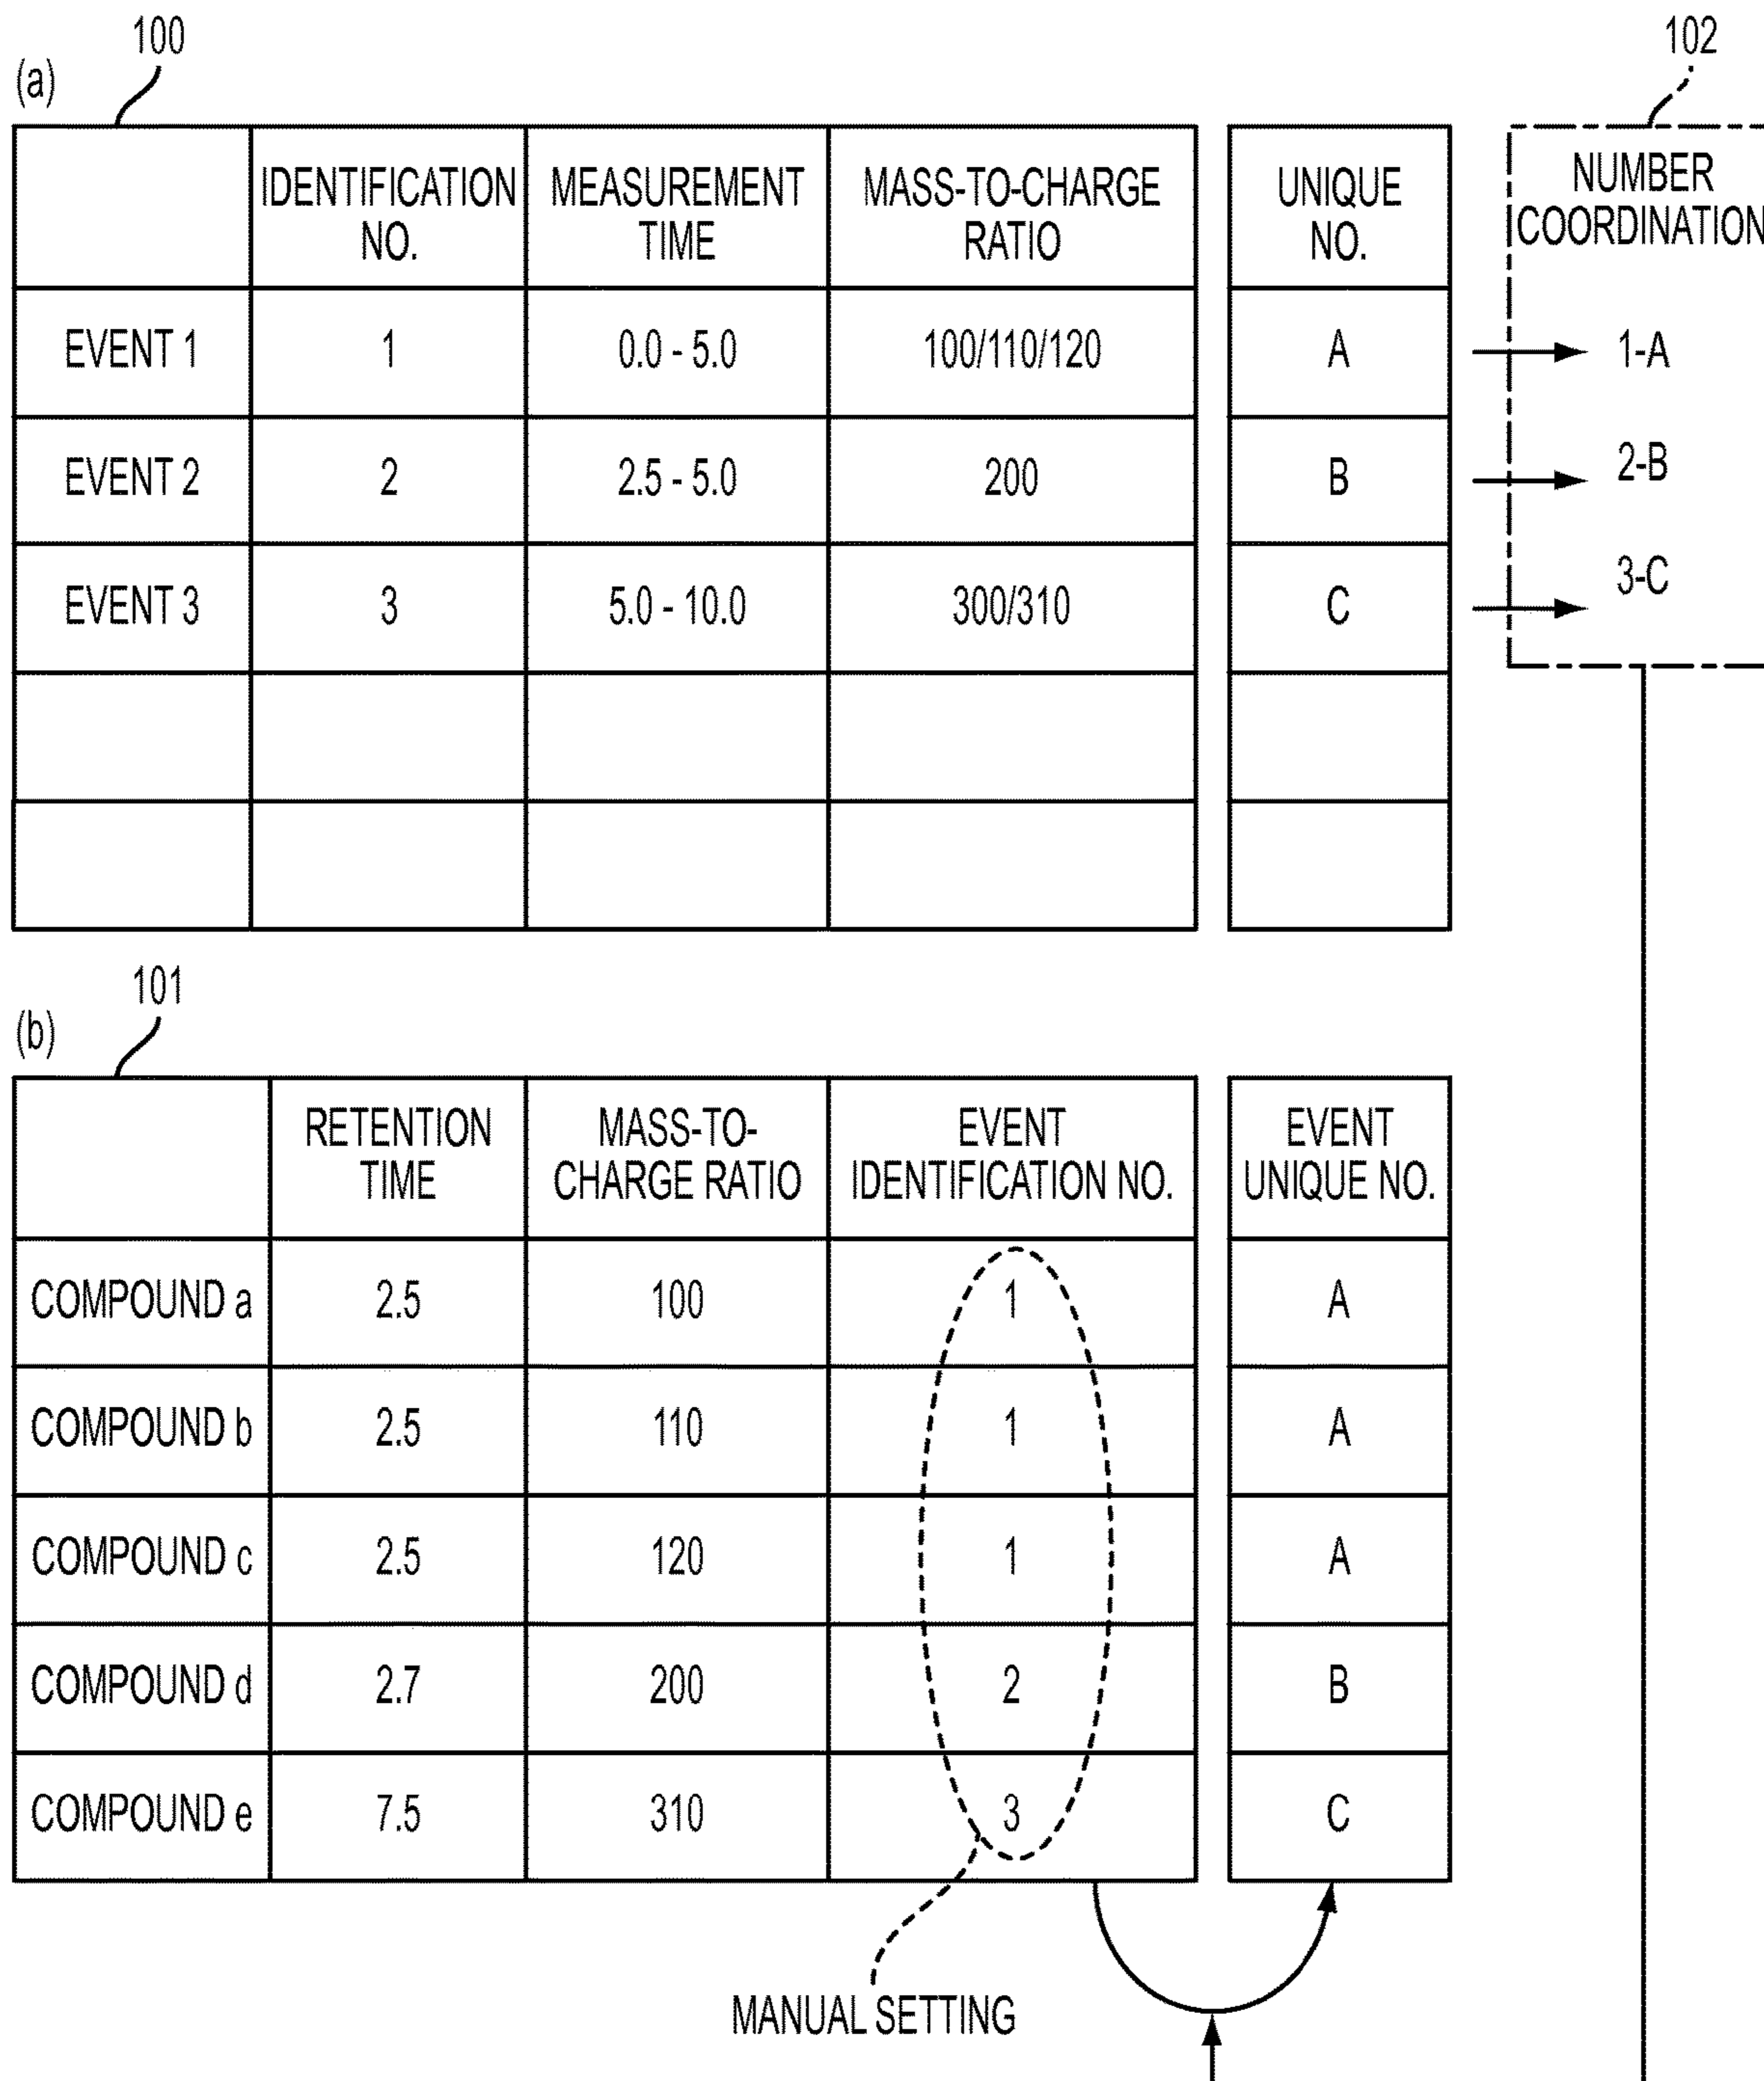 100
102
(a)
IDENTIFICATION NO.
MEASUREMENT TIME
MASS-TO-CHARGE RATIO
UNIQUE NO.
NUMBER COORDINATION
EVENT 1 1 0.0 - 5.0 100/110/120 A 1-A
EVENT 2 2 2.5 - 5.0 200 B 2-B
EVENT 3 3 5.0 - 10.0 300/310 C 3-C
101
(b)
RETENTION TIME
MASS-TO-CHARGE RATIO
EVENT IDENTIFICATION NO.
EVENT UNIQUE NO.
COMPOUND a 2.5 100 1 A
COMPOUND b 2.5 110 1 A
COMPOUND c 2.5 120 1 A
COMPOUND d 2.7 200 2 B
COMPOUND e 7.5 310 3 C
MANUAL SETTING